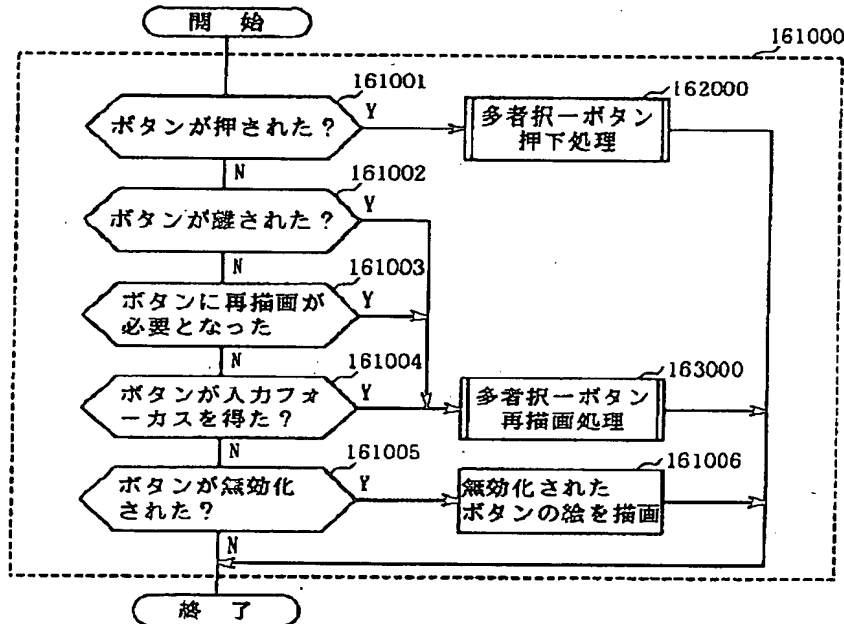 開 始
161000
161001
ボタンが押された?
Y
162000
多者択一ボタン
押下処理
N
161002
ボタンが離された?
Y
N
161003
ボタンに再描画が
必要となった
Y
N
161004
ボタンが入力フォ
ーカスを得た?
Y
163000
多者択一ボタン
再描画処理
N
161005
ボタンが無効化
された?
Y
161006
無効化された
ボタンの絵を描画
N
終 了